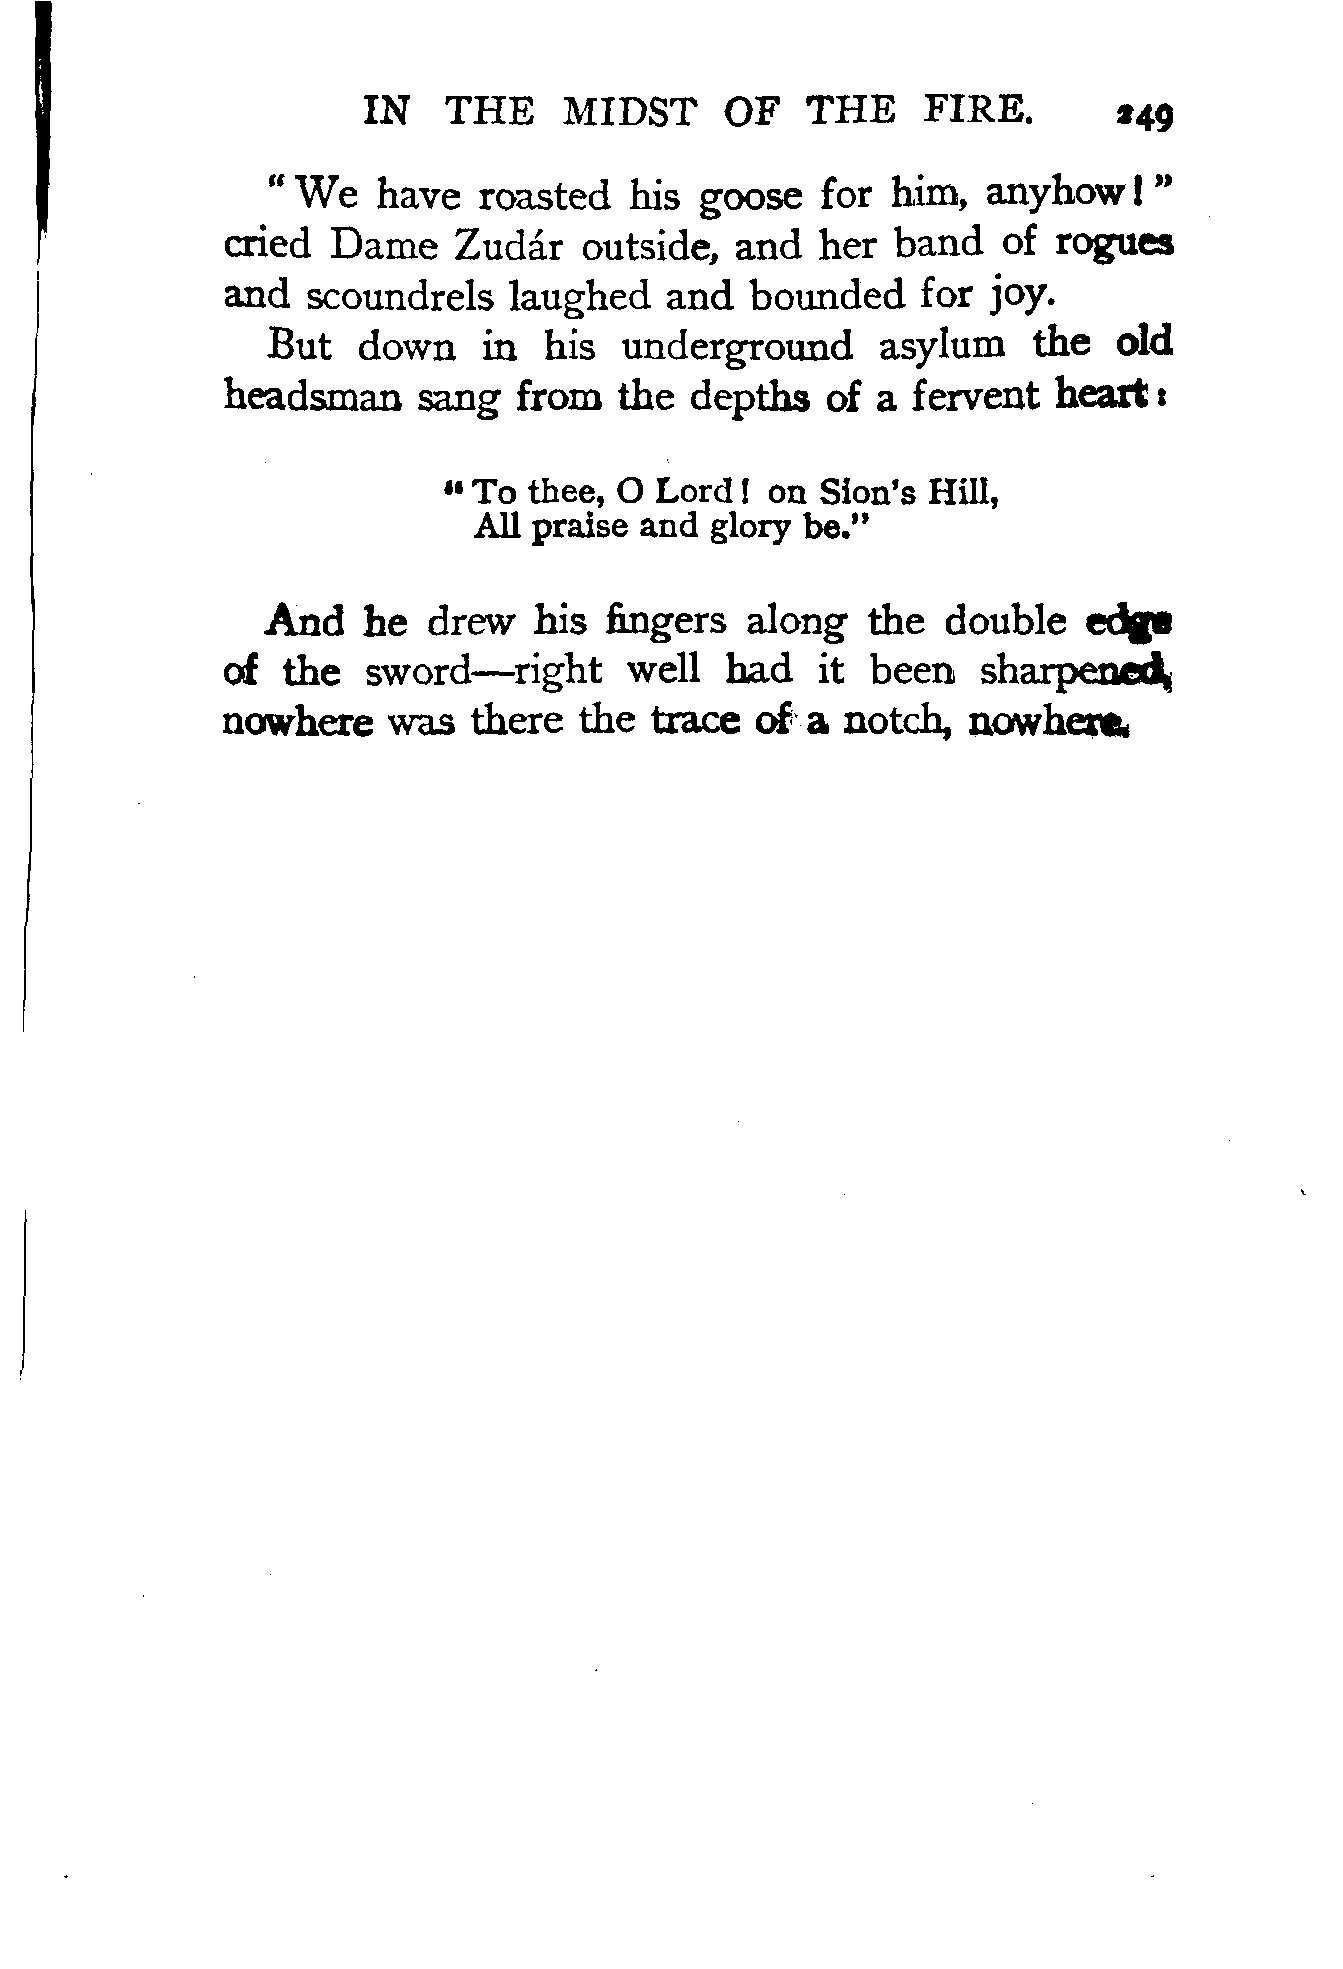 IN THE MIDST OF THE FIRE. 249
"We have roasted his goose for him, anyhow!"
cried Dame Zudár outside, and her band of rogues
and scoundrels laughed and bounded for joy.
But down in his underground asylum the old
headsman sang from the depths of a fervent heart:
"To thee, O Lord! on Sion's Hill,
All praise and glory be."
And he drew his fingers along the double edge
of the sword—right well had it been sharpened,
nowhere was there the trace of a notch, nowhere.